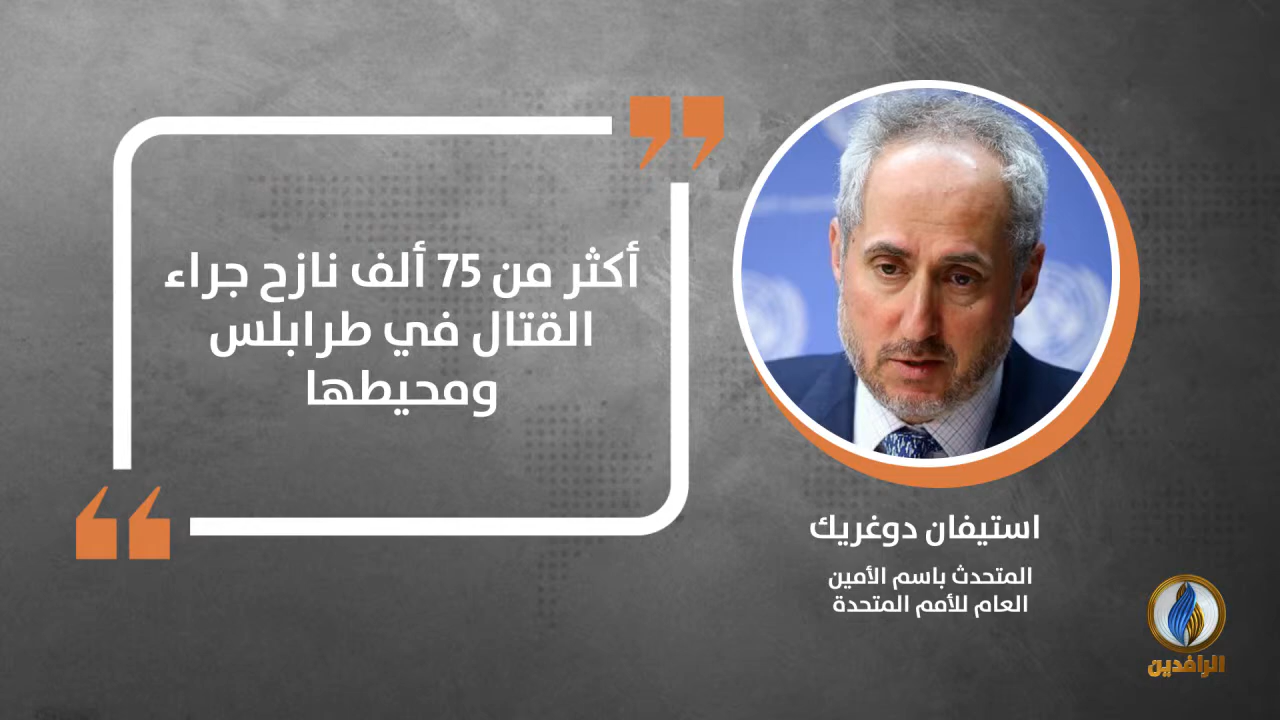 أكثر من 75 ألف نازح جراء
القتال في طرابلس
ومحيطها
استيفان دوغريك
المتحدث باسم الأمين
العام للأمم المتحدة
الرافدين